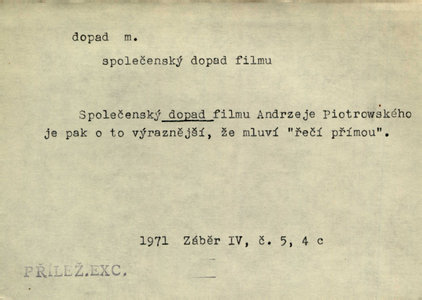 dopad m.
společenský dopad filmu
Společenský dopad filmu Andrzeje Piotrowského
je pak o to výraznější, že mluví "řečí přímou".
1971 Záběr IV, č. 5, 4 c
PŘÍLEŽ.EXC.